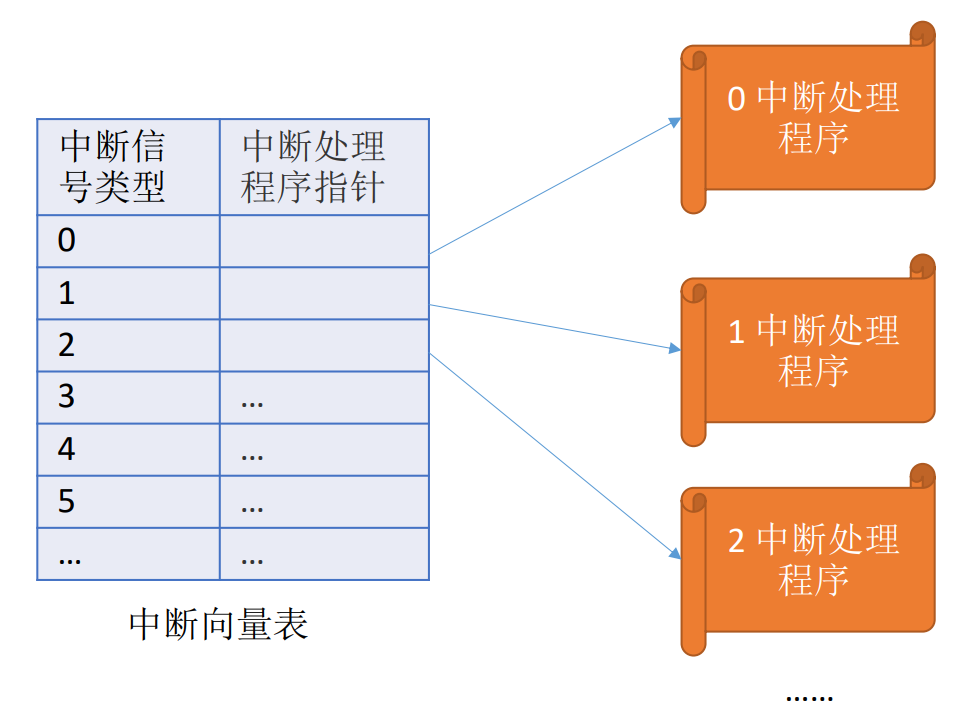 中断信
号类型
中断处理
程序指针
0
1
2
3
...
4
...
5
...
...
...
中断向量表
0 中断处理
程序
1 中断处理
程序
2 中断处理
程序
......